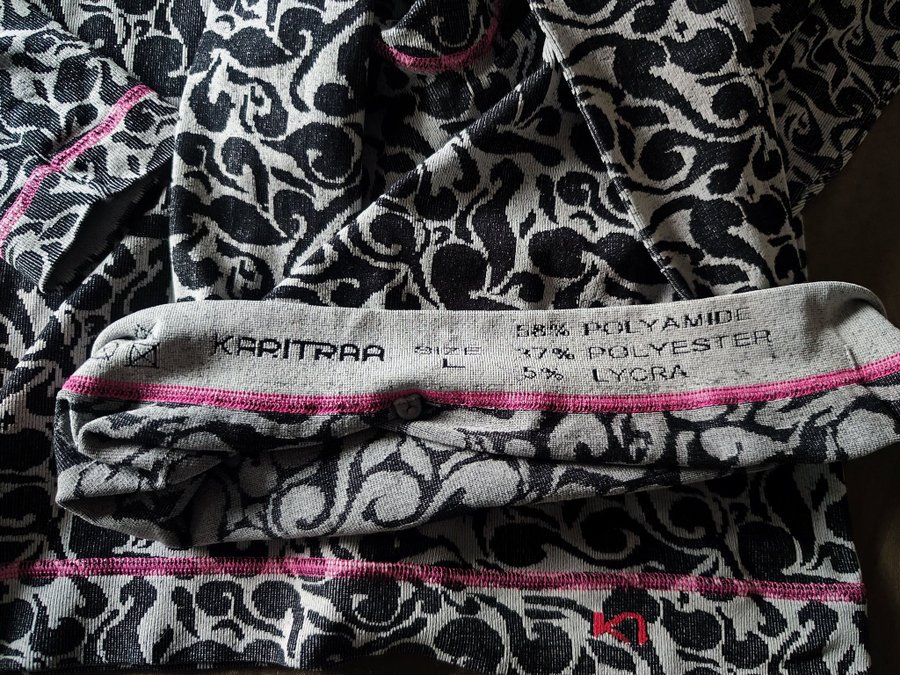 KARITRAA
SIZE
L
58% POLYAMIDE
37% POLYESTER
5% LYCRA